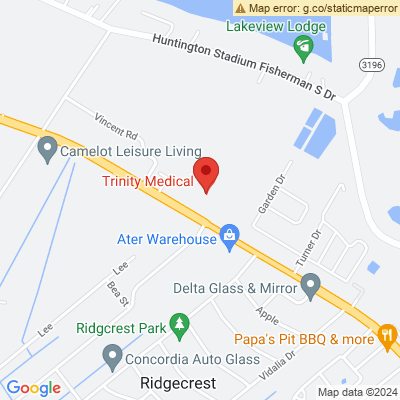 Map error: g.co/staticmaperror
Lakeview Lodge
Huntington Stadium Fisherman S Dr
3196
Vincent Rd
Camelot Leisure Living
Trinity Medical
Garden Dr
Ater Warehouse
Turner Dr
Lee
Bea St
Delta Glass & Mirror
Lee
Ridgcrest Park
Apple
Papa's Pit BBQ & more
Concordia Auto Glass
Vidalia Dr
Ridgecrest
Google
Map data ©2024